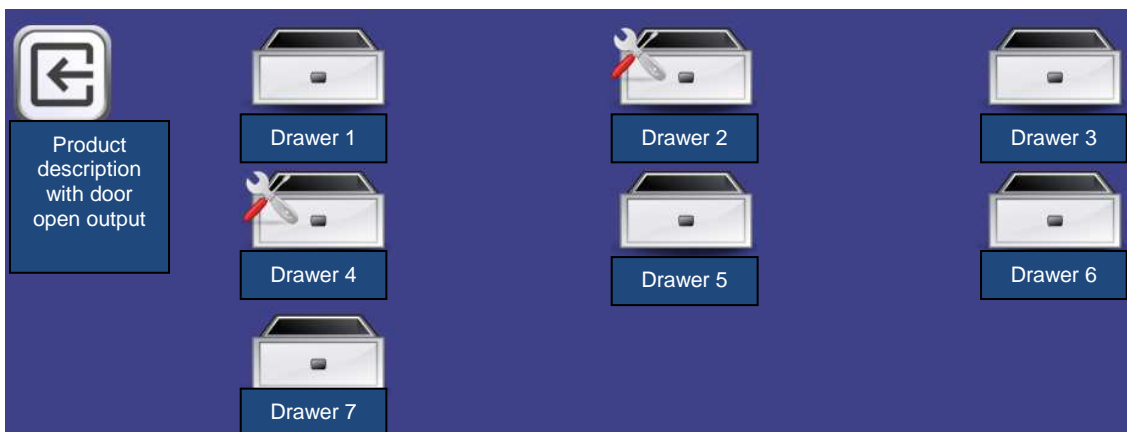 Drawer 1
Drawer 2
Drawer 3
Product
description
with door
open output
Drawer 4
Drawer 5
Drawer 6
Drawer 7